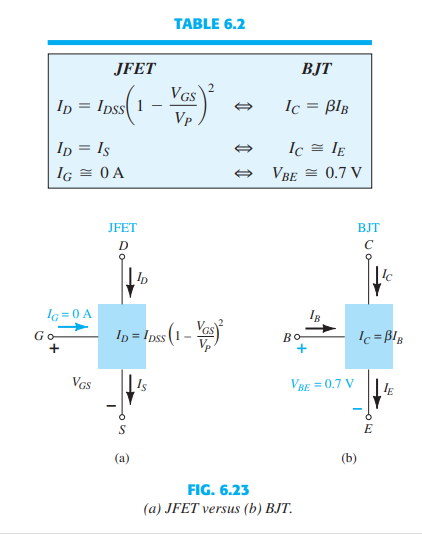 TABLE 6.2
JFET BJT
I_D = I_DSS(1 − V_GS/V_P)² ⇔ I_C = βI_B
I_D = I_S ⇔ I_C ≅ I_E
I_G ≅ 0 A ⇔ V_BE ≅ 0.7 V
JFET BJT
D C
I_D I_C
I_G = 0 A I_B
G I_D = I_DSS(1 − V_GS/V_P)² B I_C = βI_B
+ +
V_GS I_S V_BE = 0.7 V I_E
− −
S E
(a) (b)
FIG. 6.23
(a) JFET versus (b) BJT.